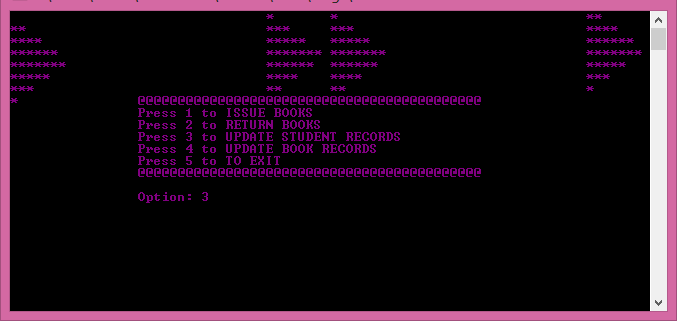 @@@@@@@@@@@@@@@@@@@@@@@@@@@@@@@@@@@@@@@@@@@
Press 1 to ISSUE BOOKS
Press 2 to RETURN BOOKS
Press 3 to UPDATE STUDENT RECORDS
Press 4 to UPDATE BOOK RECORDS
Press 5 to TO EXIT
@@@@@@@@@@@@@@@@@@@@@@@@@@@@@@@@@@@@@@@@@@@
Option: 3